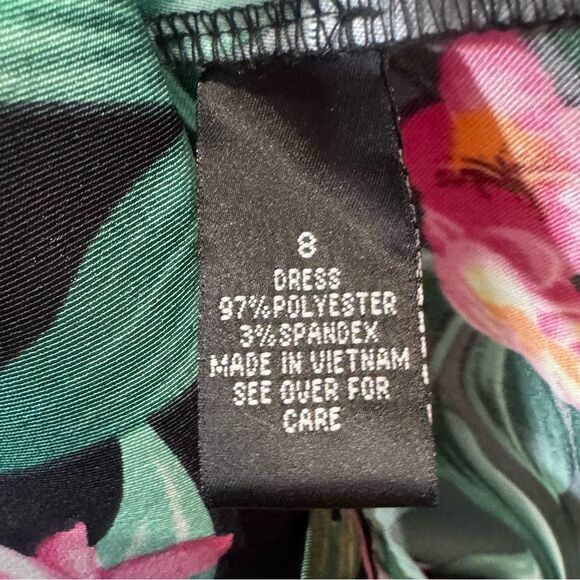 8
DRESS
97%POLYESTER
3%SPANDEX
MADE IN VIETNAM
SEE OVER FOR
CARE